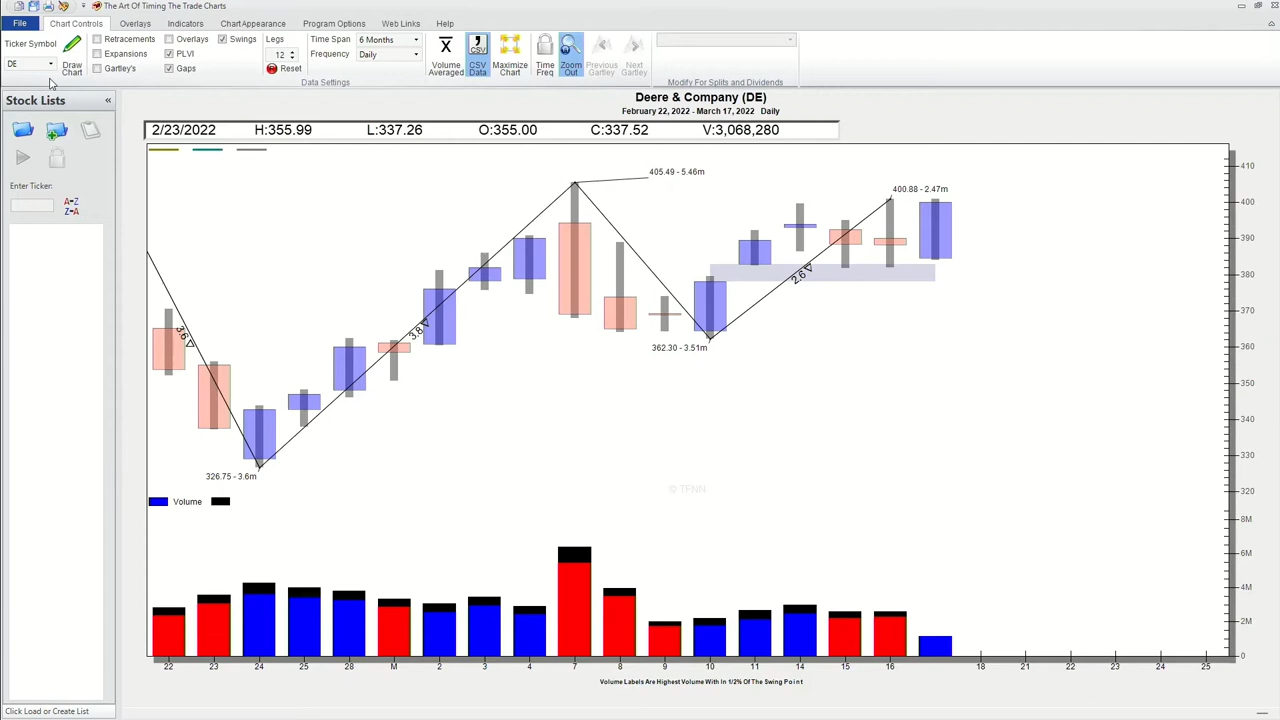 The Art Of Timing The Trade Charts
File Chart Controls Overlays Indicators Chart Appearance Program Options Web Links Help
Ticker Symbol
DE
Draw Chart
Retracements Overlays Swings
Expansions PLVI
Gartley's Gaps
Legs
12
Reset
Time Span 6 Months
Frequency Daily
Volume Averaged
CSV
CSV Data
Maximize Chart
Time Freq
Zoom Out
Previous Gartley
Next Gartley
Data Settings
Modify For Splits and Dividends
Stock Lists «
Enter Ticker:
A-Z
Z-A
Click Load or Create List
Deere & Company (DE)
February 22, 2022 - March 17, 2022 Daily
2/23/2022 H:355.99 L:337.26 O:355.00 C:337.52 V:3,068,280
405.49 - 5.46m
400.88 - 2.47m
3.6
3.8
2.6
362.30 - 3.51m
326.75 - 3.6m
410
400
390
380
370
360
350
340
330
320
© TFNN
Volume
8M
6M
4M
2M
0
22 23 24 25 28 M 2 3 4 7 8 9 10 11 14 15 16 18 21 22 23 24 25
Volume Labels Are Highest Volume With In 1/2% Of The Swing Point